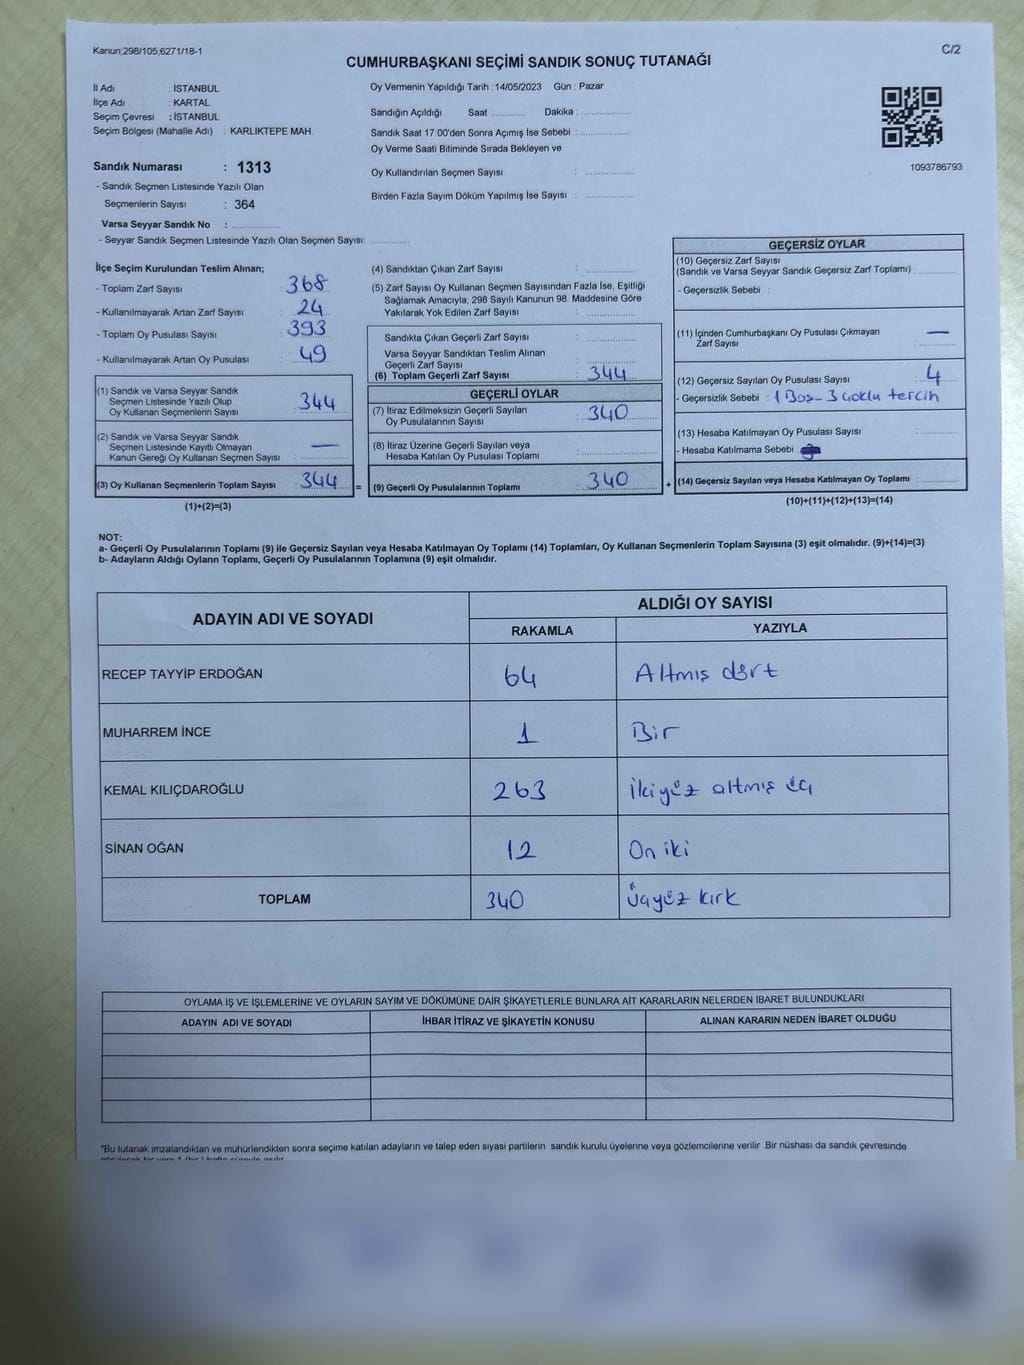 Kanun;298/105,6271/18-1
C/2
CUMHURBAŞKANI SEÇİMİ SANDIK SONUÇ TUTANAĞI
İl Adı : İSTANBUL
İlçe Adı : KARTAL
Seçim Çevresi : İSTANBUL
Seçim Bölgesi (Mahalle Adı) : KARLIKTEPE MAH.
Sandık Numarası : 1313
- Sandık Seçmen Listesinde Yazılı Olan
Seçmenlerin Sayısı : 364
Varsa Seyyar Sandık No :
- Seyyar Sandık Seçmen Listesinde Yazılı Olan Seçmen Sayısı:
Oy Vermenin Yapıldığı Tarih : 14/05/2023 Gün : Pazar
Sandığın Açıldığı Saat : Dakika :
Sandık Saat 17.00'den Sonra Açımış İse Sebebi :
Oy Verme Saati Bitiminde Sırada Bekleyen ve
Oy Kullandırılan Seçmen Sayısı :
Birden Fazla Sayım Döküm Yapılmış İse Sayısı :
1093786793
İlçe Seçim Kurulundan Teslim Alınan;
- Toplam Zarf Sayısı : 368
- Kullanılmayarak Artan Zarf Sayısı : 24
- Toplam Oy Pusulası Sayısı : 393
- Kullanılmayarak Artan Oy Pusulası : 49
(1) Sandık ve Varsa Seyyar Sandık
Seçmen Listesinde Yazılı Olup
Oy Kullanan Seçmenlerin Sayısı : 344
(2) Sandık ve Varsa Seyyar Sandık
Seçmen Listesinde Kayıtlı Olmayan
Kanun Gereği Oy Kullanan Seçmen Sayısı : —
(3) Oy Kullanan Seçmenlerin Toplam Sayısı : 344 =
(1)+(2)=(3)
(4) Sandıktan Çıkan Zarf Sayısı :
(5) Zarf Sayısı Oy Kullanan Seçmen Sayısından Fazla İse, Eşitliği
Sağlamak Amacıyla, 298 Sayılı Kanunun 98. Maddesine Göre
Yakılarak Yok Edilen Zarf Sayısı :
Sandıkta Çıkan Geçerli Zarf Sayısı :
Varsa Seyyar Sandıktan Teslim Alınan
Geçerli Zarf Sayısı :
(6) Toplam Geçerli Zarf Sayısı : 344
GEÇERLİ OYLAR
(7) İtiraz Edilmeksizin Geçerli Sayılan
Oy Pusulalarının Sayısı : 340
(8) İtiraz Üzerine Geçerli Sayılan veya
Hesaba Katılan Oy Pusulası Toplamı :
(9) Geçerli Oy Pusulalarının Toplamı : 340 +
GEÇERSİZ OYLAR
(10) Geçersiz Zarf Sayısı
(Sandık ve Varsa Seyyar Sandık Geçersiz Zarf Toplamı) :
- Geçersizlik Sebebi :
(11) İçinden Cumhurbaşkanı Oy Pusulası Çıkmayan
Zarf Sayısı : —
(12) Geçersiz Sayılan Oy Pusulası Sayısı : 4
- Geçersizlik Sebebi : 1 Boş - 3 çoklu tercih
(13) Hesaba Katılmayan Oy Pusulası Sayısı :
- Hesaba Katılmama Sebebi :
(14) Geçersiz Sayılan veya Hesaba Katılmayan Oy Toplamı :
(10)+(11)+(12)+(13)=(14)
NOT:
a- Geçerli Oy Pusulalarının Toplamı (9) ile Geçersiz Sayılan veya Hesaba Katılmayan Oy Toplamı (14) Toplamları, Oy Kullanan Seçmenlerin Toplam Sayısına (3) eşit olmalıdır. (9)+(14)=(3)
b- Adayların Aldığı Oyların Toplamı, Geçerli Oy Pusulalarının Toplamına (9) eşit olmalıdır.
ADAYIN ADI VE SOYADI
ALDIĞI OY SAYISI
RAKAMLA YAZIYLA
RECEP TAYYİP ERDOĞAN 64 Altmış dört
MUHARREM İNCE 1 Bir
KEMAL KILIÇDAROĞLU 263 İkiyüz altmış üç
SİNAN OĞAN 12 On iki
TOPLAM 340 Üçyüz kırk
OYLAMA İŞ VE İŞLEMLERİNE VE OYLARIN SAYIM VE DÖKÜMÜNE DAİR ŞİKAYETLERLE BUNLARA AİT KARARLARIN NELERDEN İBARET BULUNDUKLARI
ADAYIN ADI VE SOYADI İHBAR İTİRAZ VE ŞİKAYETİN KONUSU ALINAN KARARIN NEDEN İBARET OLDUĞU
*Bu tutanak imzalandıktan ve mühürlendikten sonra seçime katılan adayların ve talep eden siyasi partilerin sandık kurulu üyelerine veya gözlemcilerine verilir .Bir nüshası da sandık çevresinde